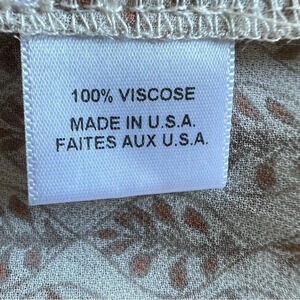 100% VISCOSE
MADE IN U.S.A.
FAITES AUX U.S.A.